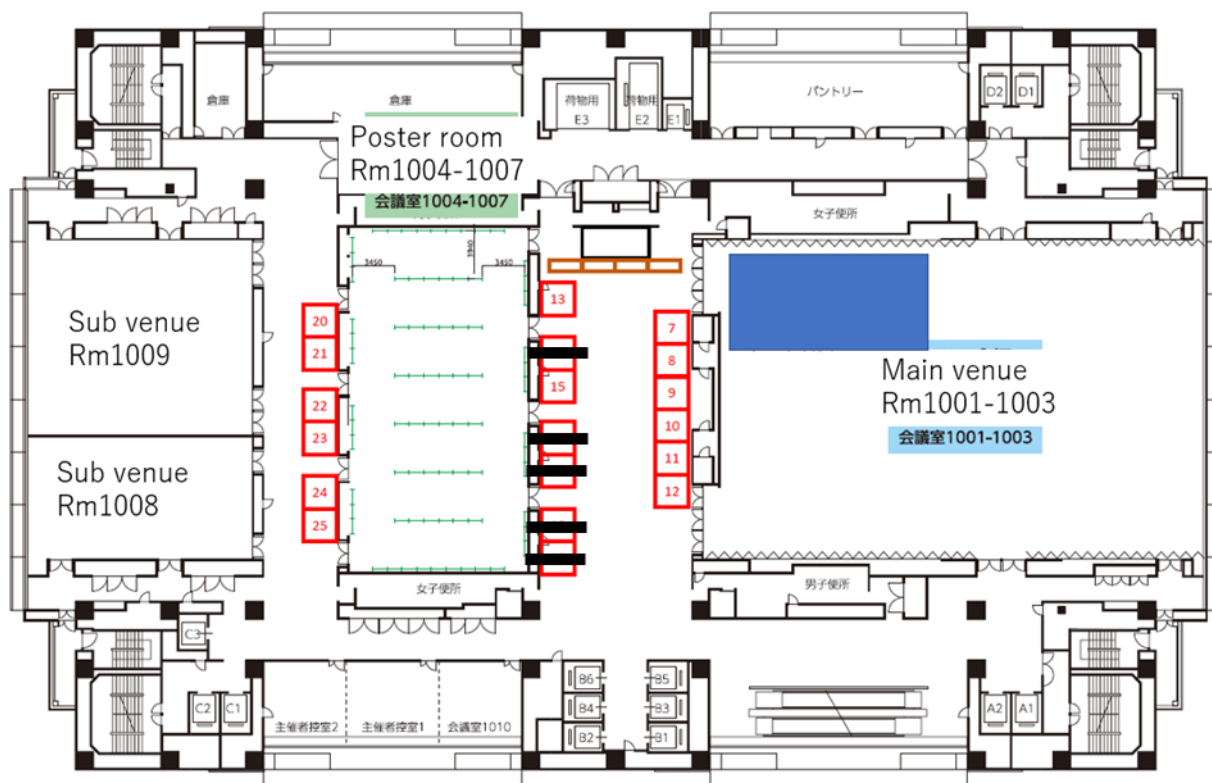 倉庫
倉庫
荷物用
E3
荷物用
E2
E1
パントリー
D2
D1
Poster room
Rm1004-1007
会議室1004-1007
女子便所
3450
3940
3450
Sub venue
Rm1009
20
21
22
23
24
25
13
15
7
8
9
10
11
12
Main venue
Rm1001-1003
会議室1001-1003
Sub venue
Rm1008
女子便所
男子便所
C3
C2
C1
主催者控室2
主催者控室1
会議室1010
B6
B5
B4
B3
B2
B1
A2
A1